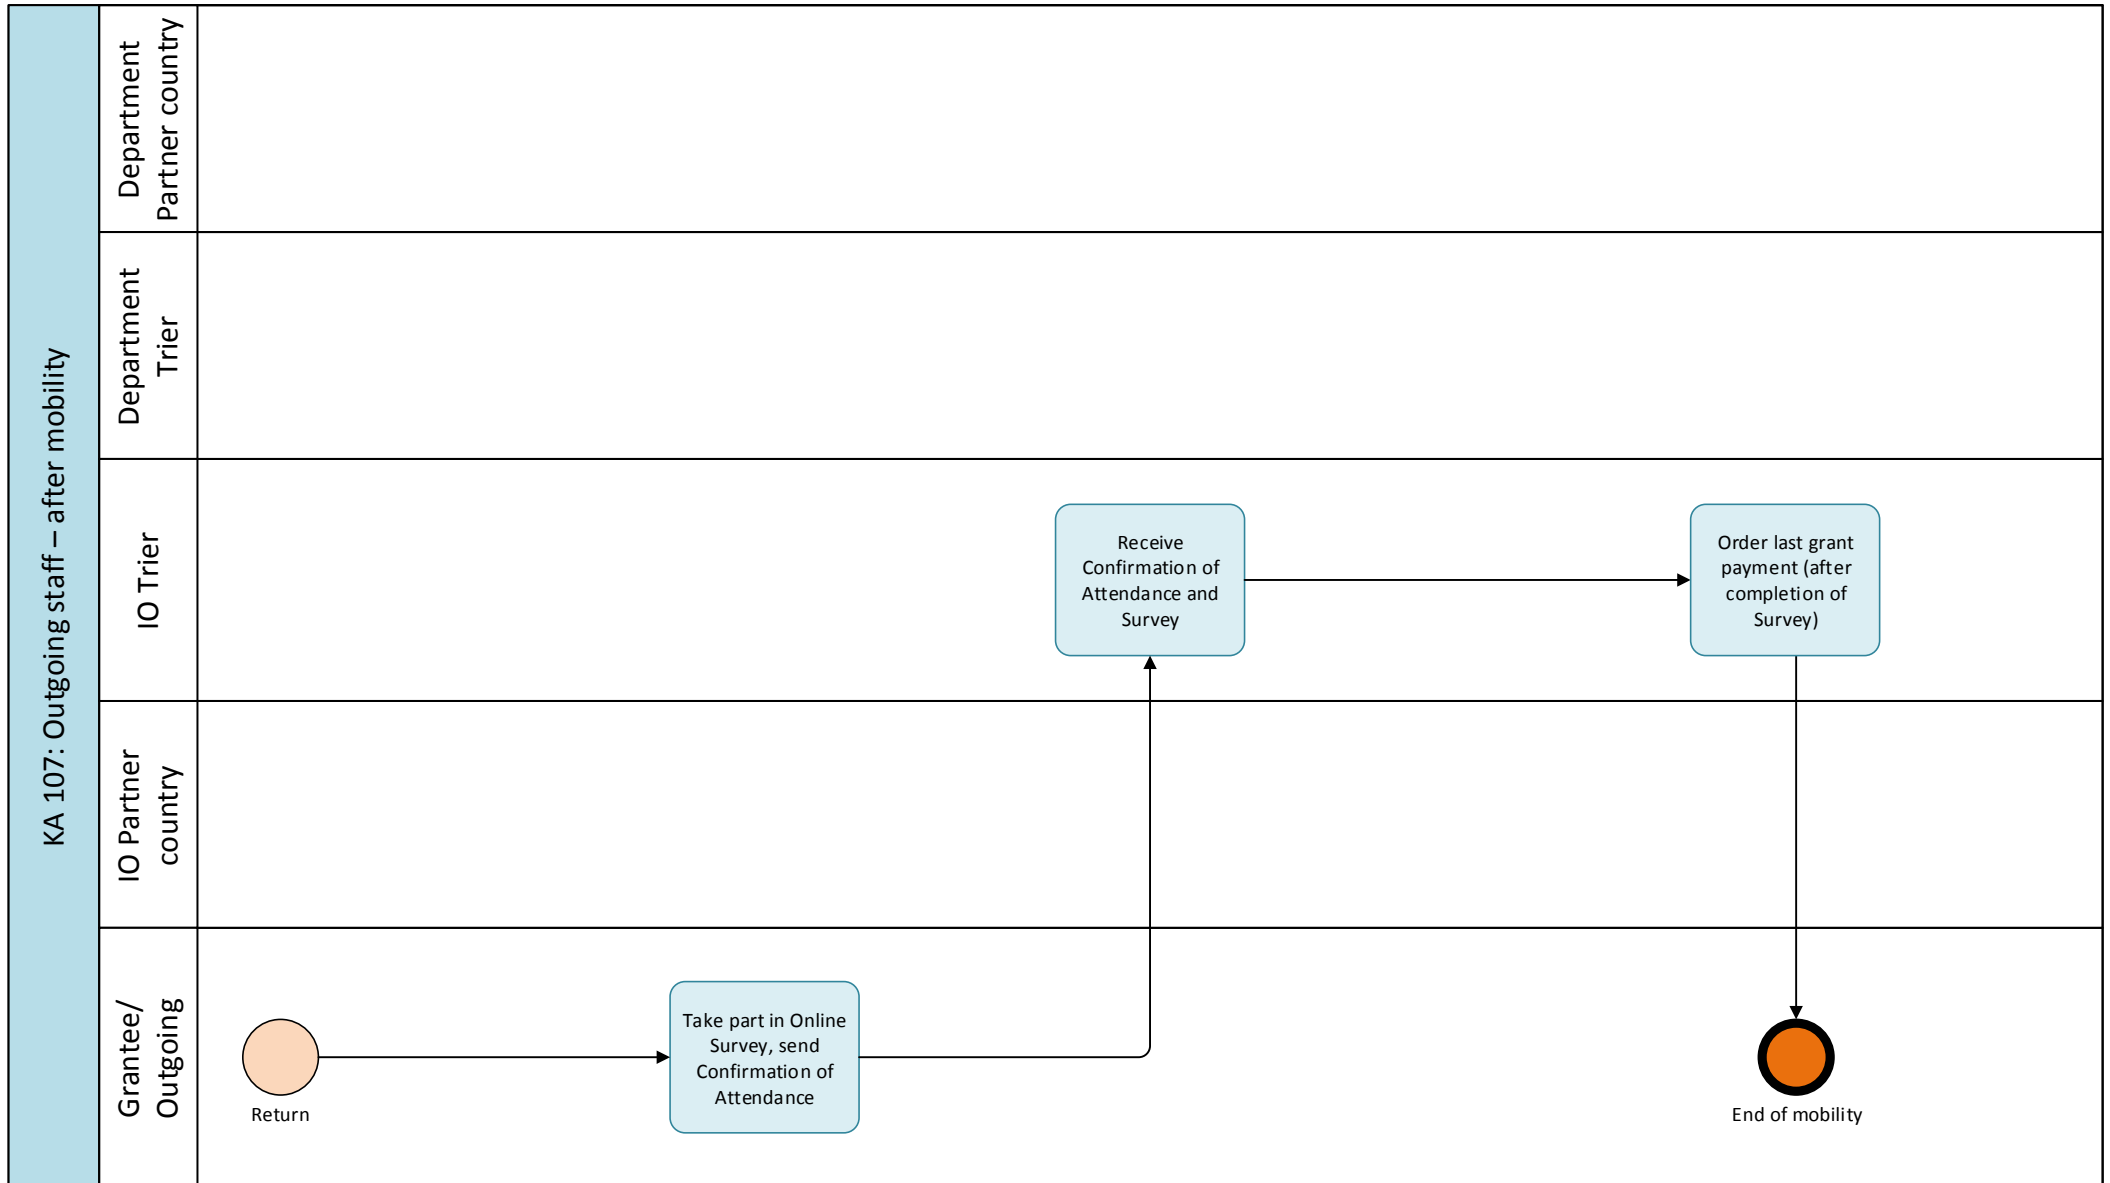 KA 107: Outgoing staff – after mobility
Department
Partner country
Department
Trier
IO Trier
Receive
Confirmation of
Attendance and
Survey
Order last grant
payment (after
completion of
Survey)
IO Partner
country
Grantee/
Outgoing
Return
Take part in Online
Survey, send
Confirmation of
Attendance
End of mobility